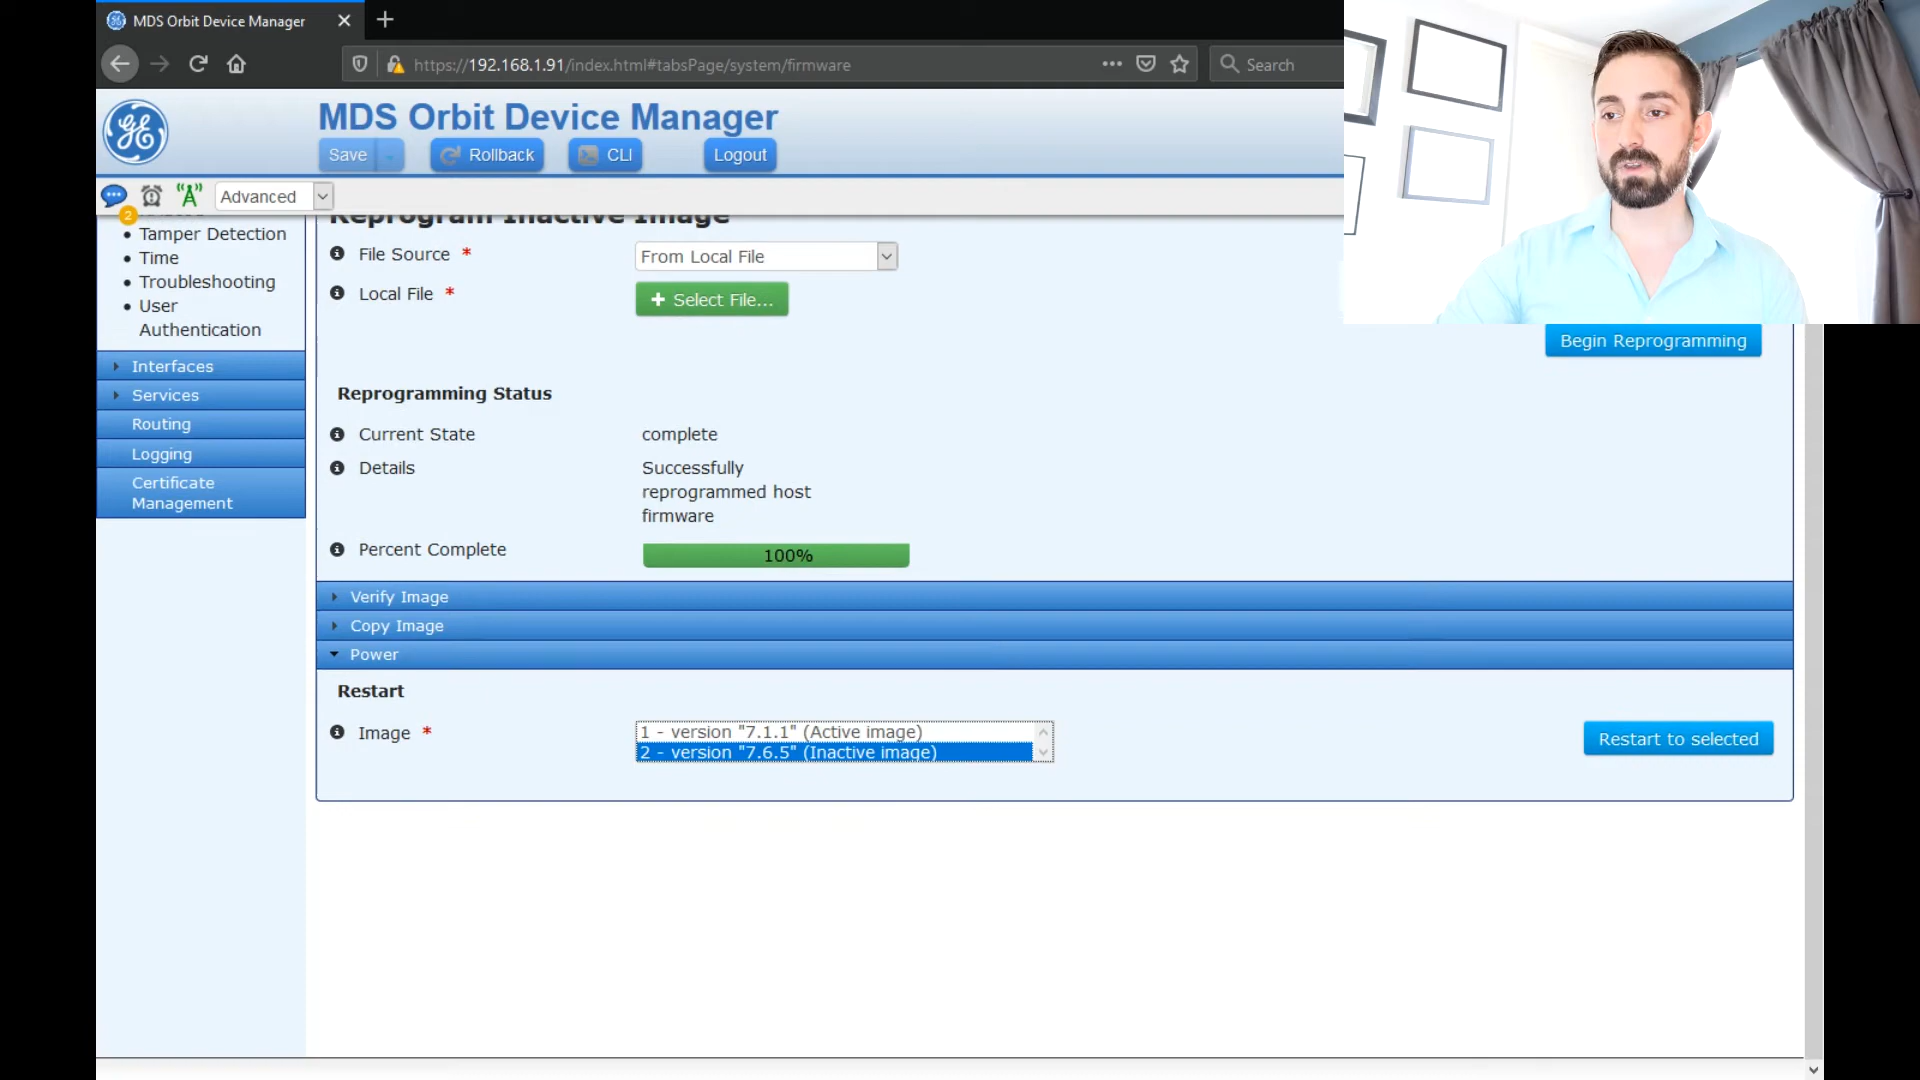 MDS Orbit Device Manager
https://192.168.1.91/index.html#tabsPage/system/firmware
Search
MDS Orbit Device Manager
Save
Rollback
CLI
Logout
2
Advanced
Reprogram Inactive Image
Tamper Detection
Time
Troubleshooting
User
Authentication
Interfaces
Services
Routing
Logging
Certificate
Management
File Source *
From Local File
Local File *
+ Select File...
Begin Reprogramming
Reprogramming Status
Current State
complete
Details
Successfully
reprogrammed host
firmware
Percent Complete
100%
Verify Image
Copy Image
Power
Restart
Image *
1 - version "7.1.1" (Active image)
2 - version "7.6.5" (Inactive image)
Restart to selected